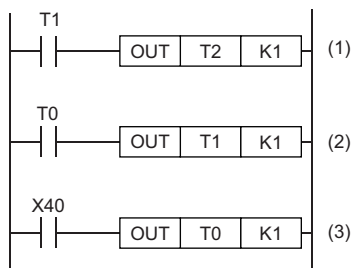 T1
OUT T2 K1 (1)
T0
OUT T1 K1 (2)
X40
OUT T0 K1 (3)